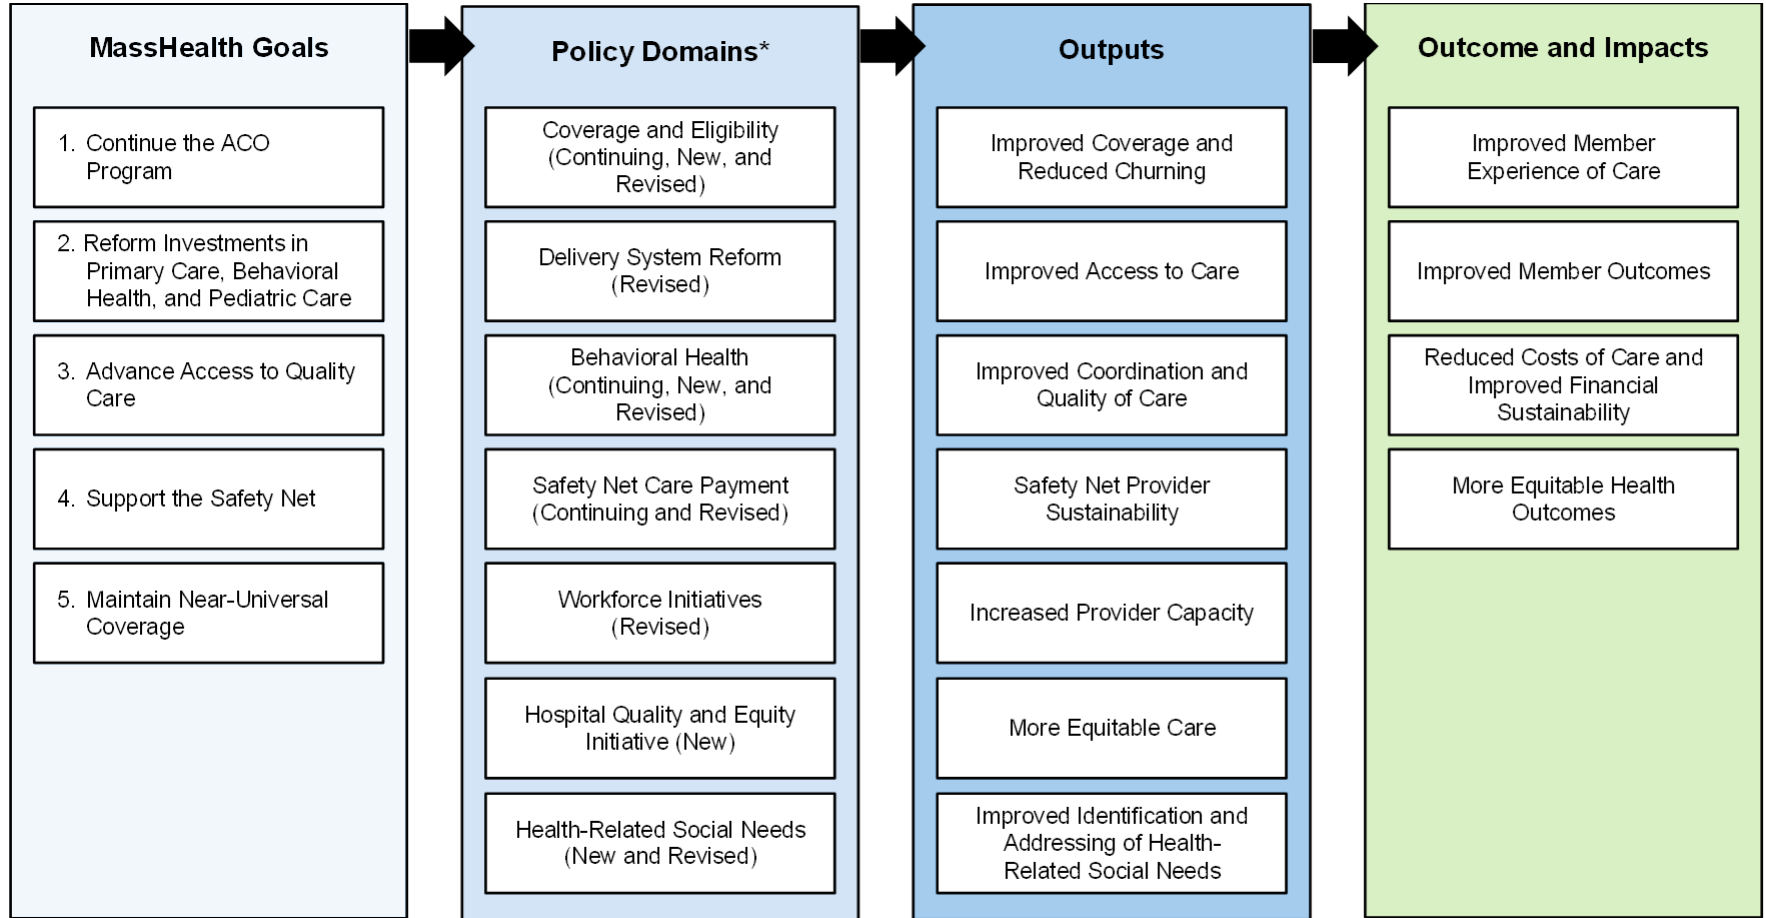 MassHealth Goals
1. Continue the ACO
Program
2. Reform Investments in
Primary Care, Behavioral
Health, and Pediatric Care
3. Advance Access to Quality
Care
4. Support the Safety Net
5. Maintain Near-Universal
Coverage
Policy Domains*
Coverage and Eligibility
(Continuing, New, and
Revised)
Delivery System Reform
(Revised)
Behavioral Health
(Continuing, New, and
Revised)
Safety Net Care Payment
(Continuing and Revised)
Workforce Initiatives
(Revised)
Hospital Quality and Equity
Initiative (New)
Health-Related Social Needs
(New and Revised)
Outputs
Improved Coverage and
Reduced Churning
Improved Access to Care
Improved Coordination and
Quality of Care
Safety Net Provider
Sustainability
Increased Provider Capacity
More Equitable Care
Improved Identification and
Addressing of Health-
Related Social Needs
Outcome and Impacts
Improved Member
Experience of Care
Improved Member Outcomes
Reduced Costs of Care and
Improved Financial
Sustainability
More Equitable Health
Outcomes